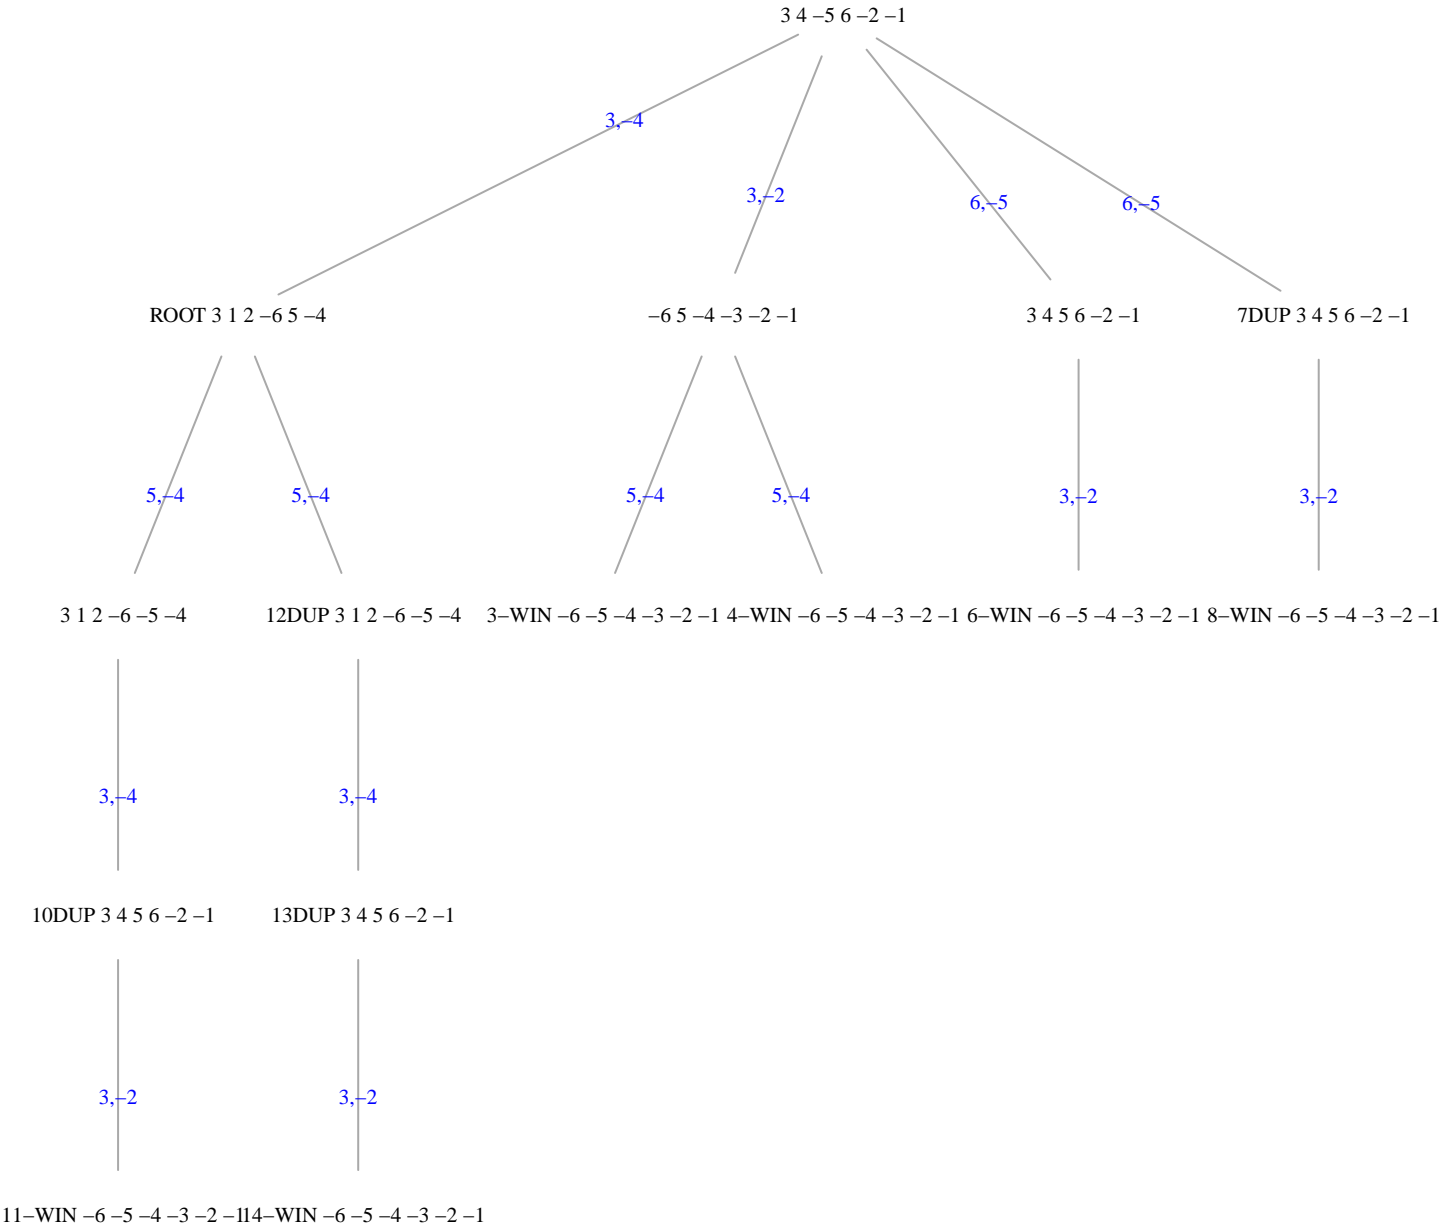 3 4 –5 6 –2 –1
3,–4
3,–2
6,–5
6,–5
ROOT 3 1 2 –6 5 –4
–6 5 –4 –3 –2 –1
3 4 5 6 –2 –1
7DUP 3 4 5 6 –2 –1
5,–4
5,–4
5,–4
5,–4
3,–2
3,–2
3 1 2 –6 –5 –4
12DUP 3 1 2 –6 –5 –4
3–WIN –6 –5 –4 –3 –2 –1
4–WIN –6 –5 –4 –3 –2 –1
6–WIN –6 –5 –4 –3 –2 –1
8–WIN –6 –5 –4 –3 –2 –1
3,–4
3,–4
10DUP 3 4 5 6 –2 –1
13DUP 3 4 5 6 –2 –1
3,–2
3,–2
11–WIN –6 –5 –4 –3 –2 –1
14–WIN –6 –5 –4 –3 –2 –1